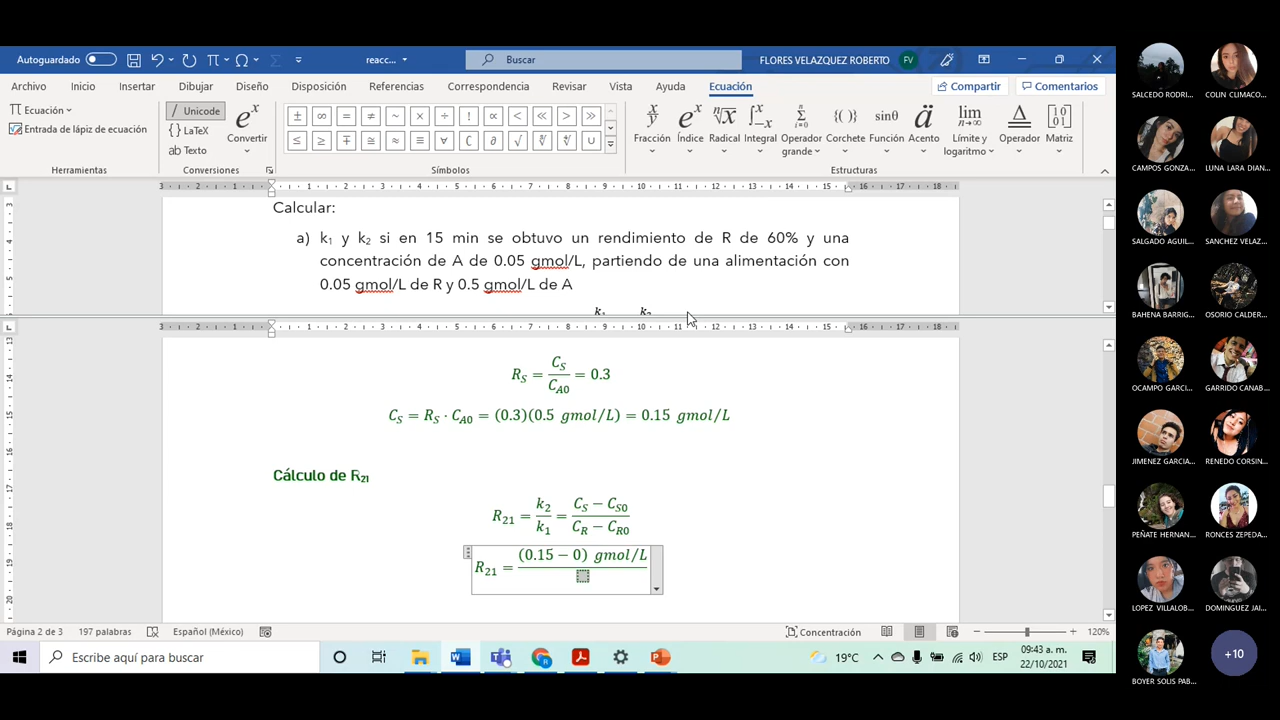 Autoguardado
reacc...
Buscar
FLORES VELAZQUEZ ROBERTO
FV
Archivo Inicio Insertar Dibujar Diseño Disposición Referencias Correspondencia Revisar Vista Ayuda Ecuación
Compartir
Comentarios
Ecuación
Entrada de lápiz de ecuación
Herramientas
Unicode
LaTeX
Texto
Convertir
Conversiones
Símbolos
Fracción Índice Radical Integral Operador grande Corchete Función Acento Límite y logaritmo Operador Matriz
Estructuras
Calcular:
a) k₁ y k₂ si en 15 min se obtuvo un rendimiento de R de 60% y una
concentración de A de 0.05 gmol/L, partiendo de una alimentación con
0.05 gmol/L de R y 0.5 gmol/L de A
k₁ k₂
R_S = C_S / C_A0 = 0.3
C_S = R_S · C_A0 = (0.3)(0.5 gmol/L) = 0.15 gmol/L
Cálculo de R₂₁
R₂₁ = k₂ / k₁ = (C_S − C_S0) / (C_R − C_R0)
R₂₁ = (0.15 − 0) gmol/L
Página 2 de 3 197 palabras Español (México)
Concentración
120%
Escribe aquí para buscar
19°C
ESP
09:43 a. m.
22/10/2021
SALCEDO RODRI...
COLIN CLIMACO...
CAMPOS GONZA...
LUNA LARA DIAN...
SALGADO AGUIL...
SANCHEZ VELAZ...
BAHENA BARRIG...
OSORIO CALDER...
OCAMPO GARCI...
GARRIDO CANAB...
JIMENEZ GARCIA...
RENEDO CORSIN...
PEÑATE HERNAN...
RONCES ZEPEDA...
LOPEZ VILLALOB...
DOMINGUEZ JAI...
BOYER SOLIS PAB...
+10